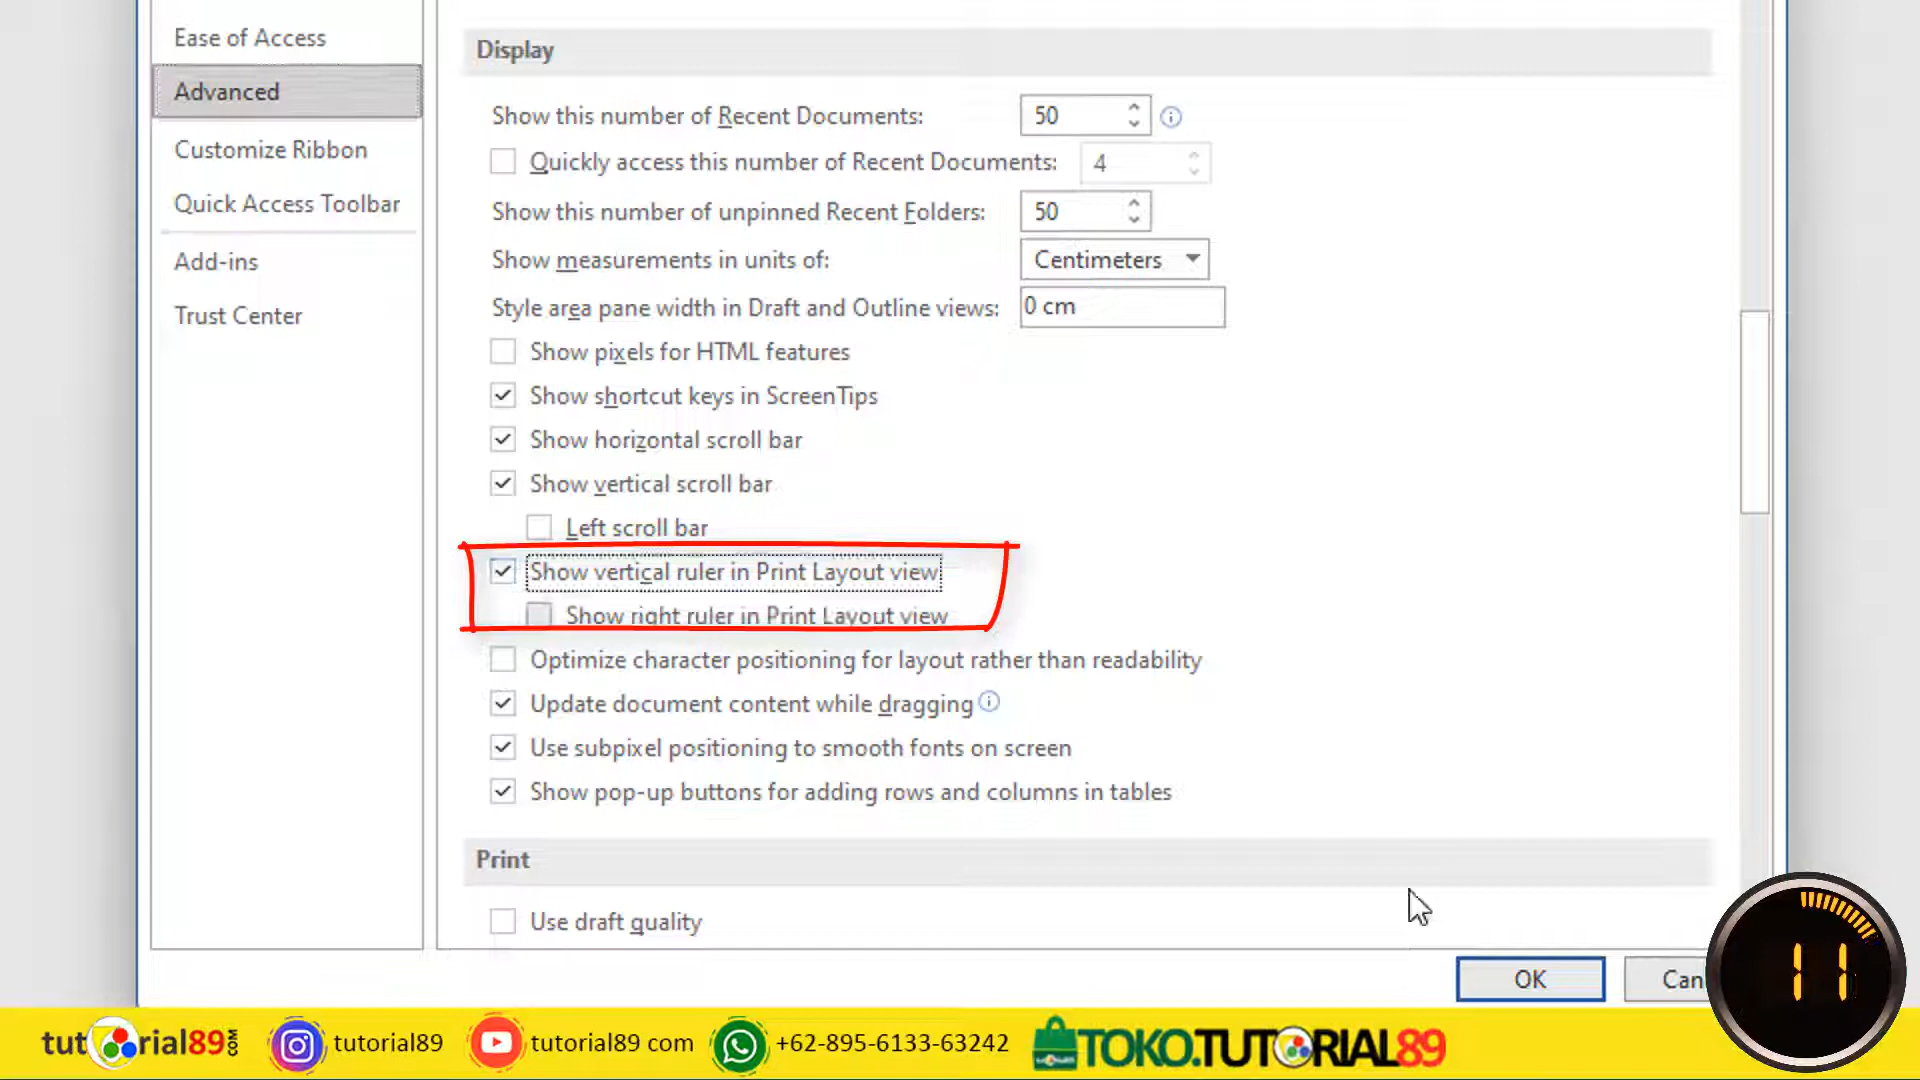 Ease of Access
Advanced
Customize Ribbon
Quick Access Toolbar
Add-ins
Trust Center
Display
Show this number of Recent Documents: 50
Quickly access this number of Recent Documents: 4
Show this number of unpinned Recent Folders: 50
Show measurements in units of: Centimeters
Style area pane width in Draft and Outline views: 0 cm
Show pixels for HTML features
Show shortcut keys in ScreenTips
Show horizontal scroll bar
Show vertical scroll bar
Left scroll bar
Show vertical ruler in Print Layout view
Show right ruler in Print Layout view
Optimize character positioning for layout rather than readability
Update document content while dragging
Use subpixel positioning to smooth fonts on screen
Show pop-up buttons for adding rows and columns in tables
Print
Use draft quality
OK
Can
11
tutorial89.COM
tutorial89
tutorial89 com
+62-895-6133-63242
TOKO.TUTORIAL89